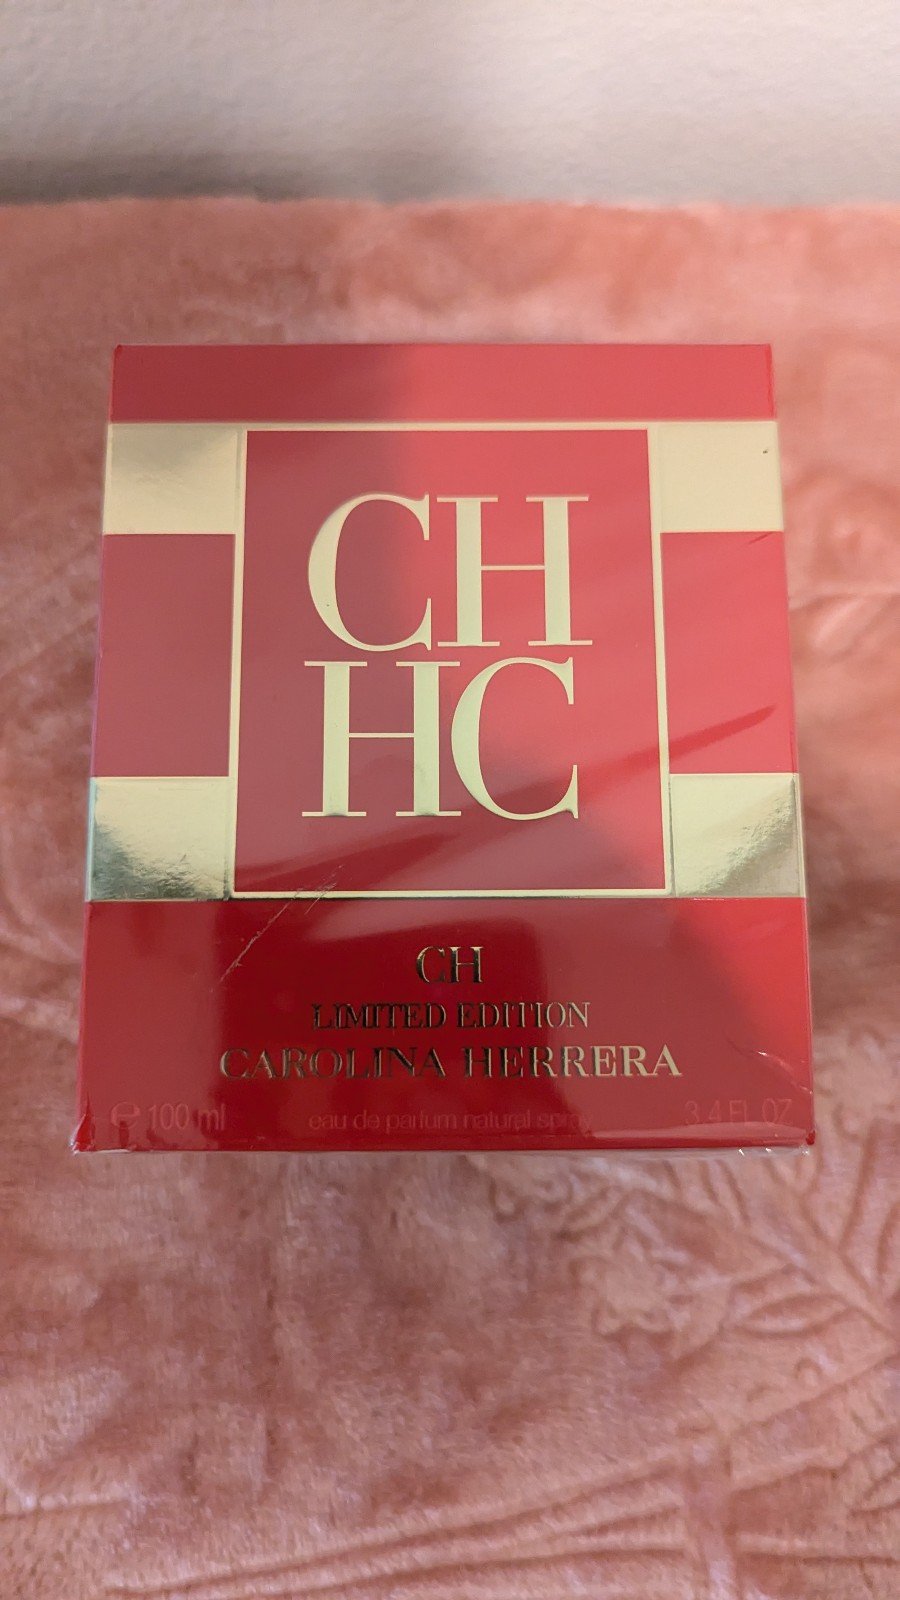 CH
HC
CH
LIMITED EDITION
CAROLINA HERRERA
℮ 100 ml eau de parfum natural spray 3.4 FL OZ